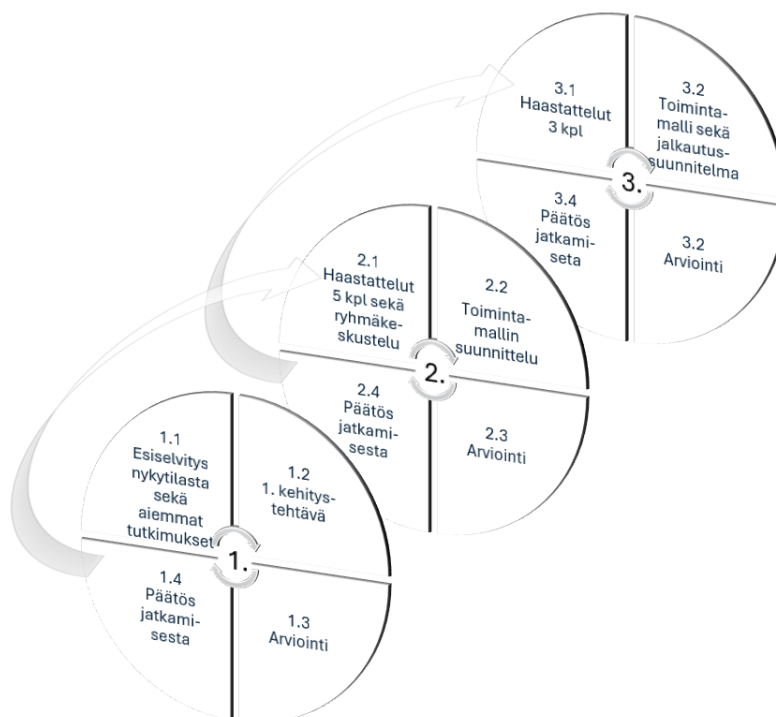 3.1
Haastattelut
3 kpl
3.2
Toiminta-
malli sekä
jalkautus-
suunnitelma
3.
3.4
Päätös
jatkami-
seta
3.2
Arviointi
2.1
Haastattelut
5 kpl sekä
ryhmäke-
skustelu
2.2
Toiminta-
mallin
suunnittelu
2.
2.4
Päätös
jatkami-
sesta
2.3
Arviointi
1.1
Esiselvitys
nykytilasta
sekä
aiemmat
tutkimukset
1.2
1. kehitys-
tehtävä
1.
1.4
Päätös
jatkami-
sesta
1.3
Arviointi